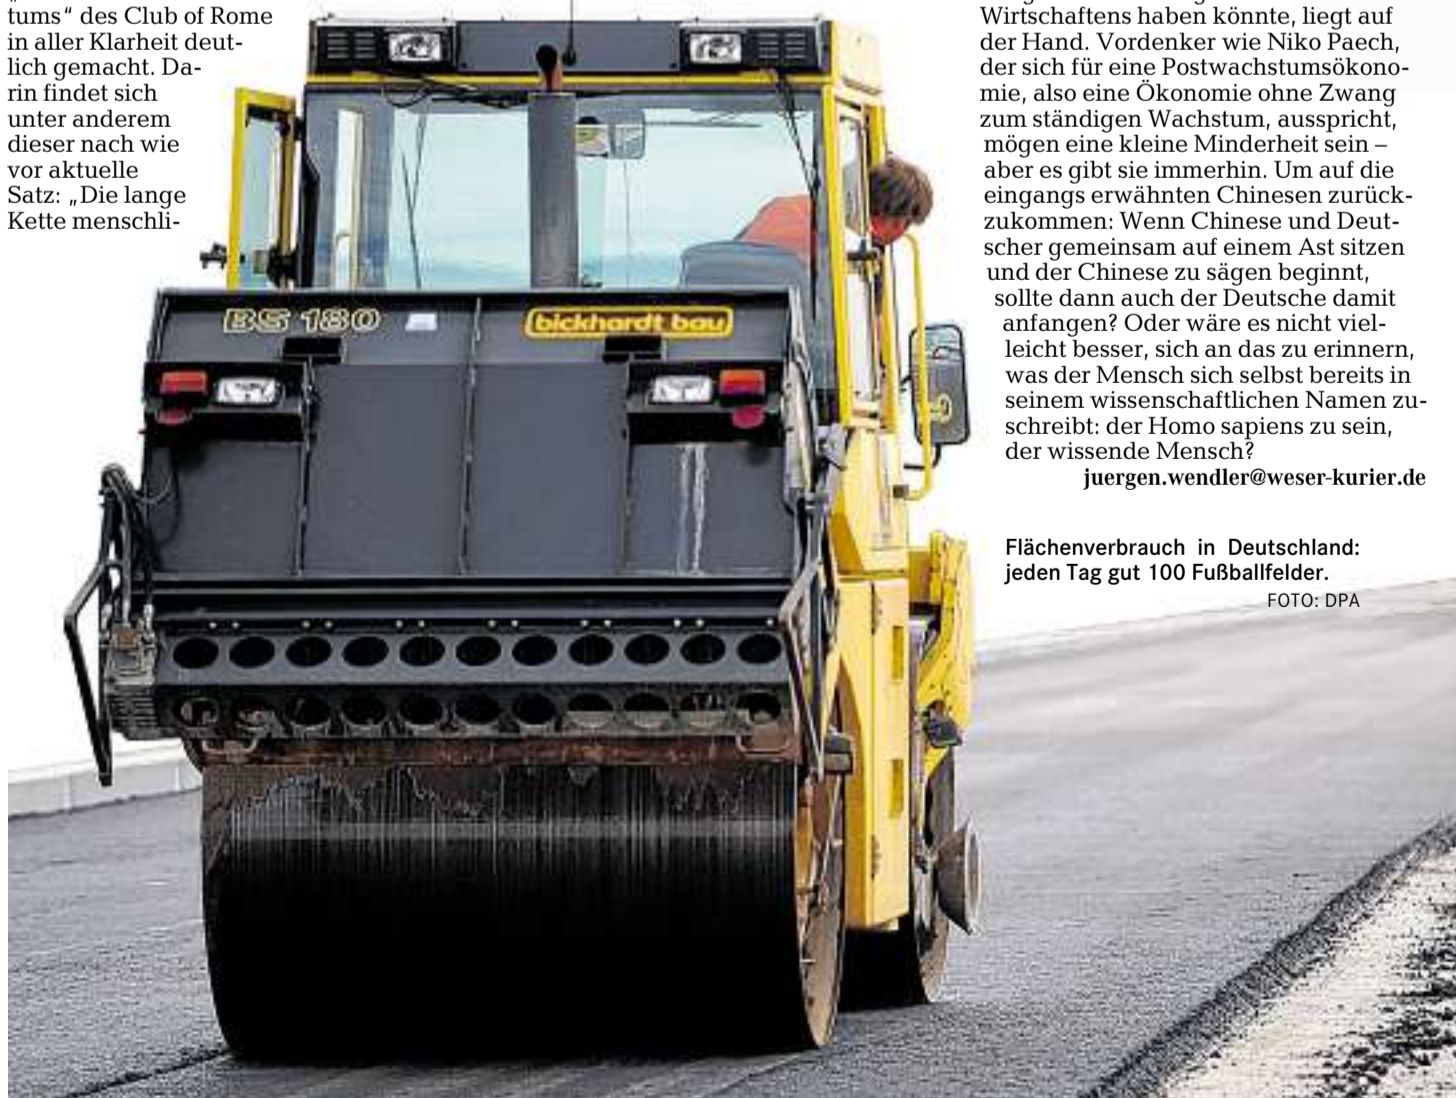 tums“ des Club of Rome
in aller Klarheit deut-
lich gemacht. Da-
rin findet sich
unter anderem
dieser nach wie
vor aktuelle
Satz: „Die lange
Kette menschli-
BS 180
bickhardt bau
Wirtschaftens haben könnte, liegt auf
der Hand. Vordenker wie Niko Paech,
der sich für eine Postwachstumsökono-
mie, also eine Ökonomie ohne Zwang
zum ständigen Wachstum, ausspricht,
mögen eine kleine Minderheit sein –
aber es gibt sie immerhin. Um auf die
eingangs erwähnten Chinesen zurück-
zukommen: Wenn Chinese und Deut-
scher gemeinsam auf einem Ast sitzen
und der Chinese zu sägen beginnt,
sollte dann auch der Deutsche damit
anfangen? Oder wäre es nicht viel-
leicht besser, sich an das zu erinnern,
was der Mensch sich selbst bereits in
seinem wissenschaftlichen Namen zu-
schreibt: der Homo sapiens zu sein,
der wissende Mensch?
juergen.wendler@weser-kurier.de
Flächenverbrauch in Deutschland:
jeden Tag gut 100 Fußballfelder.
FOTO: DPA